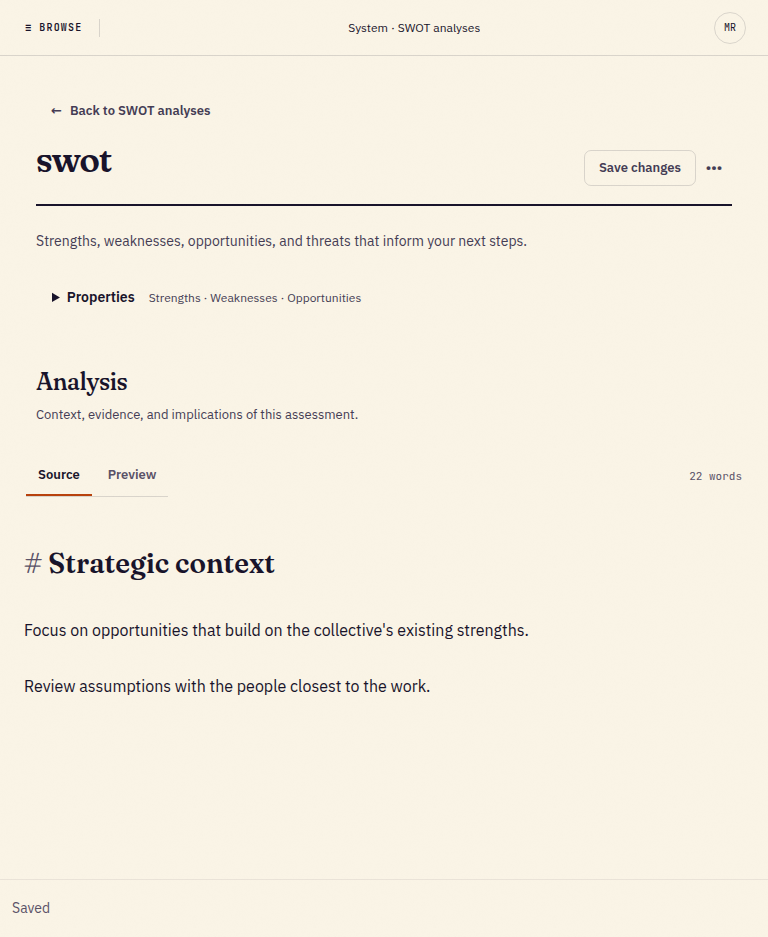 ≡ BROWSE
System · SWOT analyses
MR
← Back to SWOT analyses
swot
Save changes
•••
Strengths, weaknesses, opportunities, and threats that inform your next steps.
▶ Properties Strengths · Weaknesses · Opportunities
Analysis
Context, evidence, and implications of this assessment.
Source Preview
22 words
# Strategic context
Focus on opportunities that build on the collective's existing strengths.
Review assumptions with the people closest to the work.
Saved